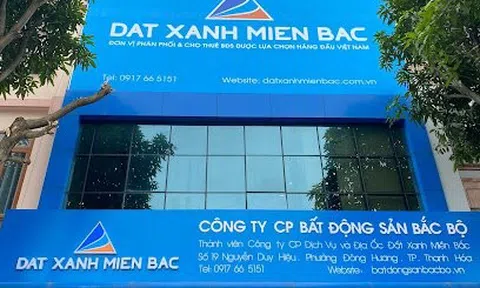 DAT XANH MIEN BAC
ĐƠN VỊ PHÂN PHỐI & CHO THUÊ BĐS ĐƯỢC LỰA CHỌN HÀNG ĐẦU VIỆT NAM
Tel: 0917 66 5151
Website: datxanhmienbac.com.vn
DAT XANH MIEN BAC
CÔNG TY CP BẤT ĐỘNG SẢN BẮC BỘ
Thành viên Công ty CP Dịch Vụ và Địa Ốc Đất Xanh Miền Bắc
Số 19 Nguyễn Duy Hiệu, Phường Đông Hương, TP. Thanh Hóa
Tel: 0917 66 5151
Website: batdongsanbacbo.vn